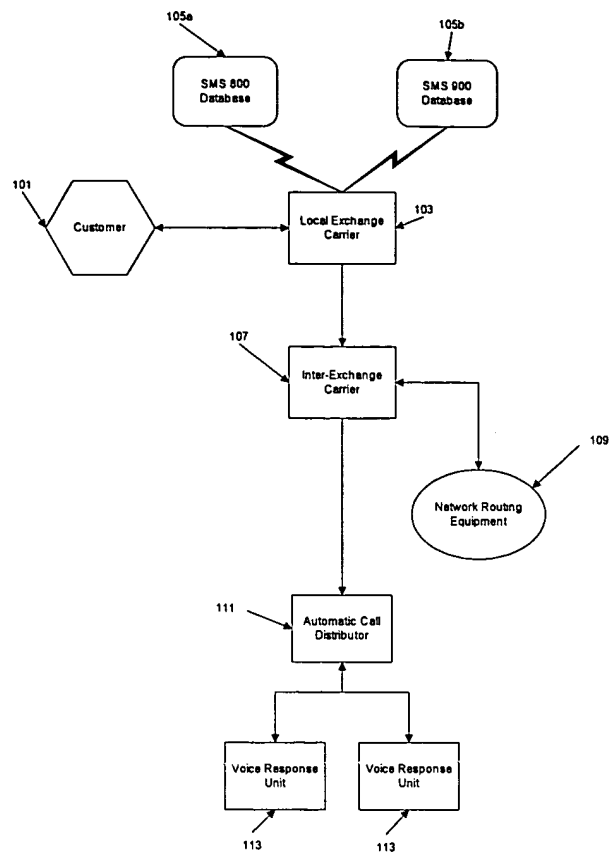 105a
105b
SMS 800
Database
SMS 900
Database
101
Customer
Local Exchange
Carrier
103
107
Inter-Exchange
Carrier
109
Network Routing
Equipment
111
Automatic Call
Distributor
Voice Response
Unit
Voice Response
Unit
113
113